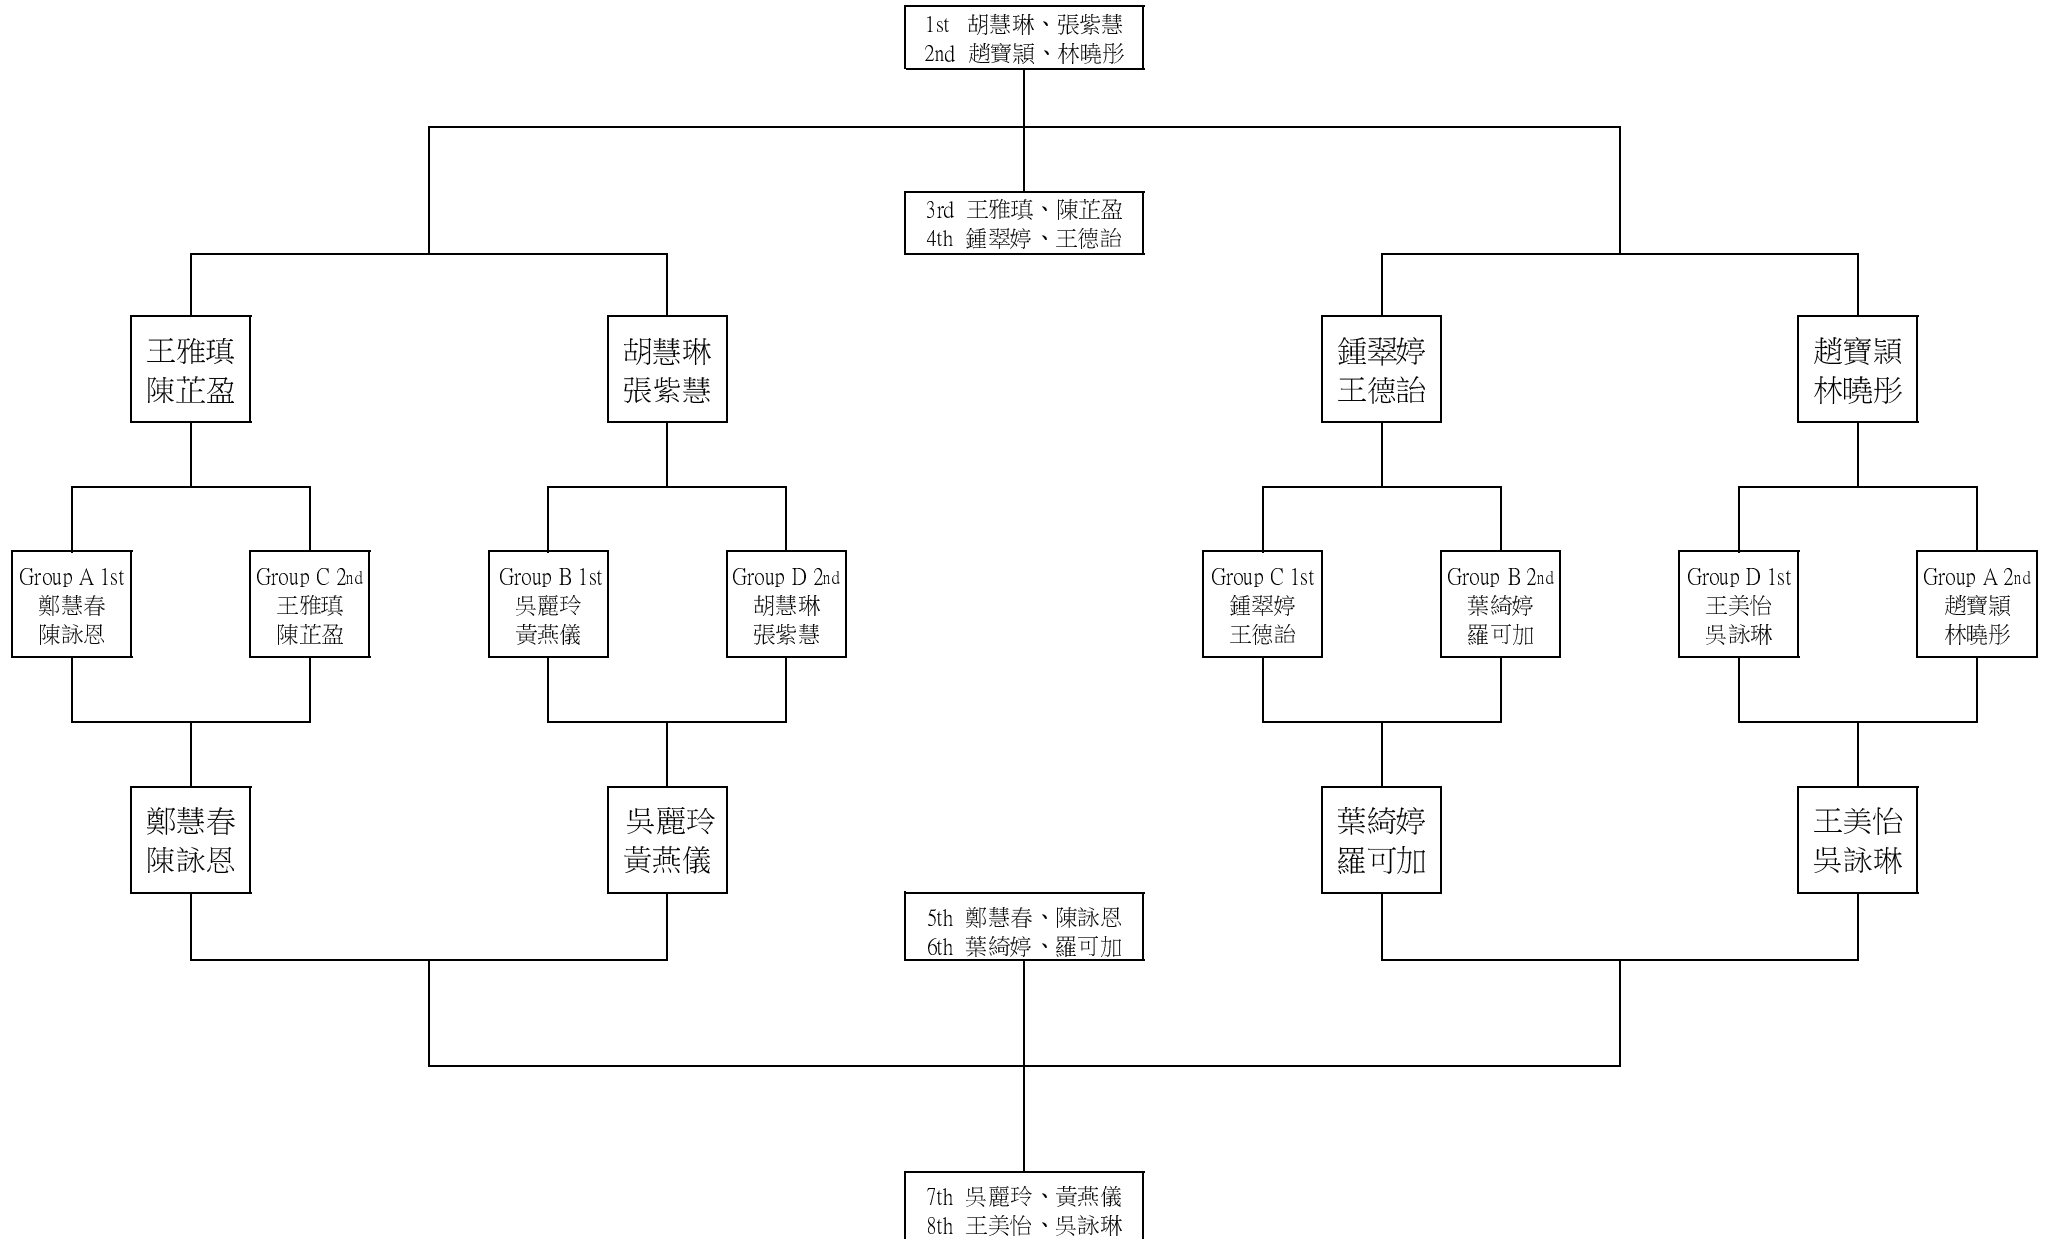 1st 胡慧琳、張紫慧
2nd 趙寶頴、林曉彤
3rd 王雅瑱、陳芷盈
4th 鍾翠婷、王德詒
王雅瑱
陳芷盈
胡慧琳
張紫慧
鍾翠婷
王德詒
趙寶頴
林曉彤
Group A 1st
鄭慧春
陳詠恩
Group C 2nd
王雅瑱
陳芷盈
Group B 1st
吳麗玲
黃燕儀
Group D 2nd
胡慧琳
張紫慧
Group C 1st
鍾翠婷
王德詒
Group B 2nd
葉綺婷
羅可加
Group D 1st
王美怡
吳詠琳
Group A 2nd
趙寶頴
林曉彤
鄭慧春
陳詠恩
吳麗玲
黃燕儀
葉綺婷
羅可加
王美怡
吳詠琳
5th 鄭慧春、陳詠恩
6th 葉綺婷、羅可加
7th 吳麗玲、黃燕儀
8th 王美怡、吳詠琳